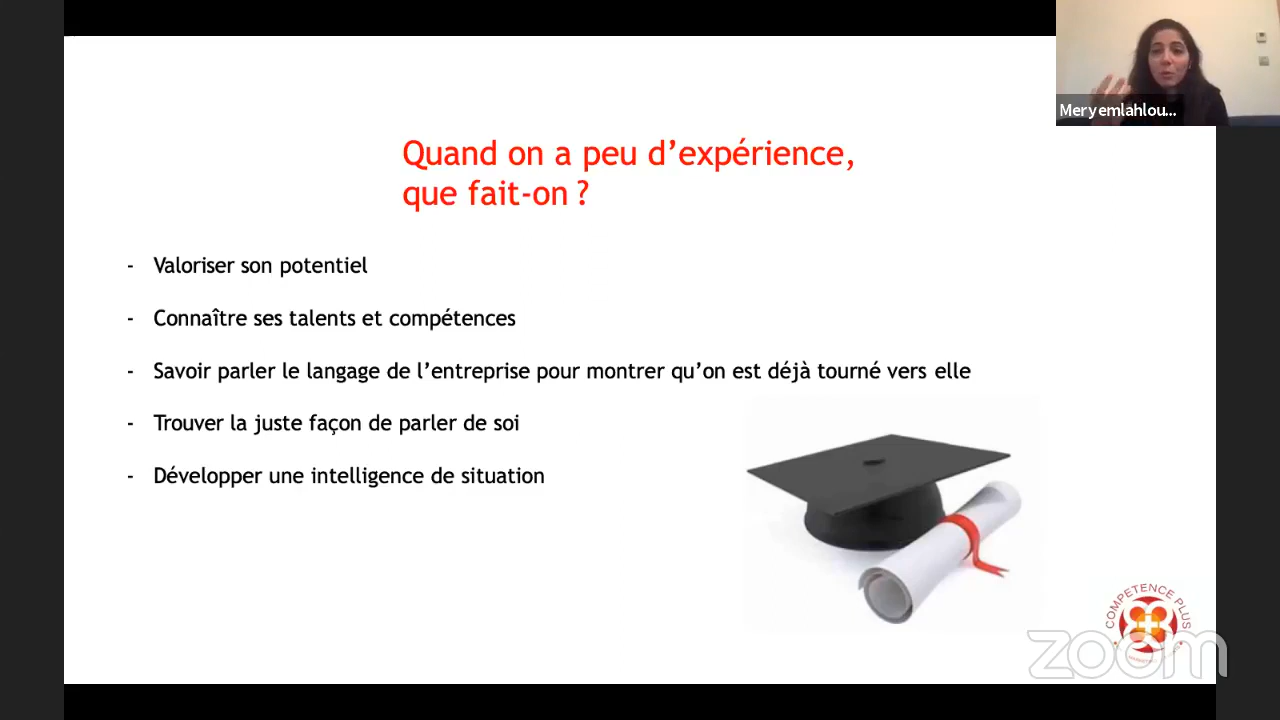 Meryemlahlou...
Quand on a peu d’expérience,
que fait-on ?
- Valoriser son potentiel
- Connaître ses talents et compétences
- Savoir parler le langage de l’entreprise pour montrer qu’on est déjà tourné vers elle
- Trouver la juste façon de parler de soi
- Développer une intelligence de situation
COMPETENCE PLUS
zoom